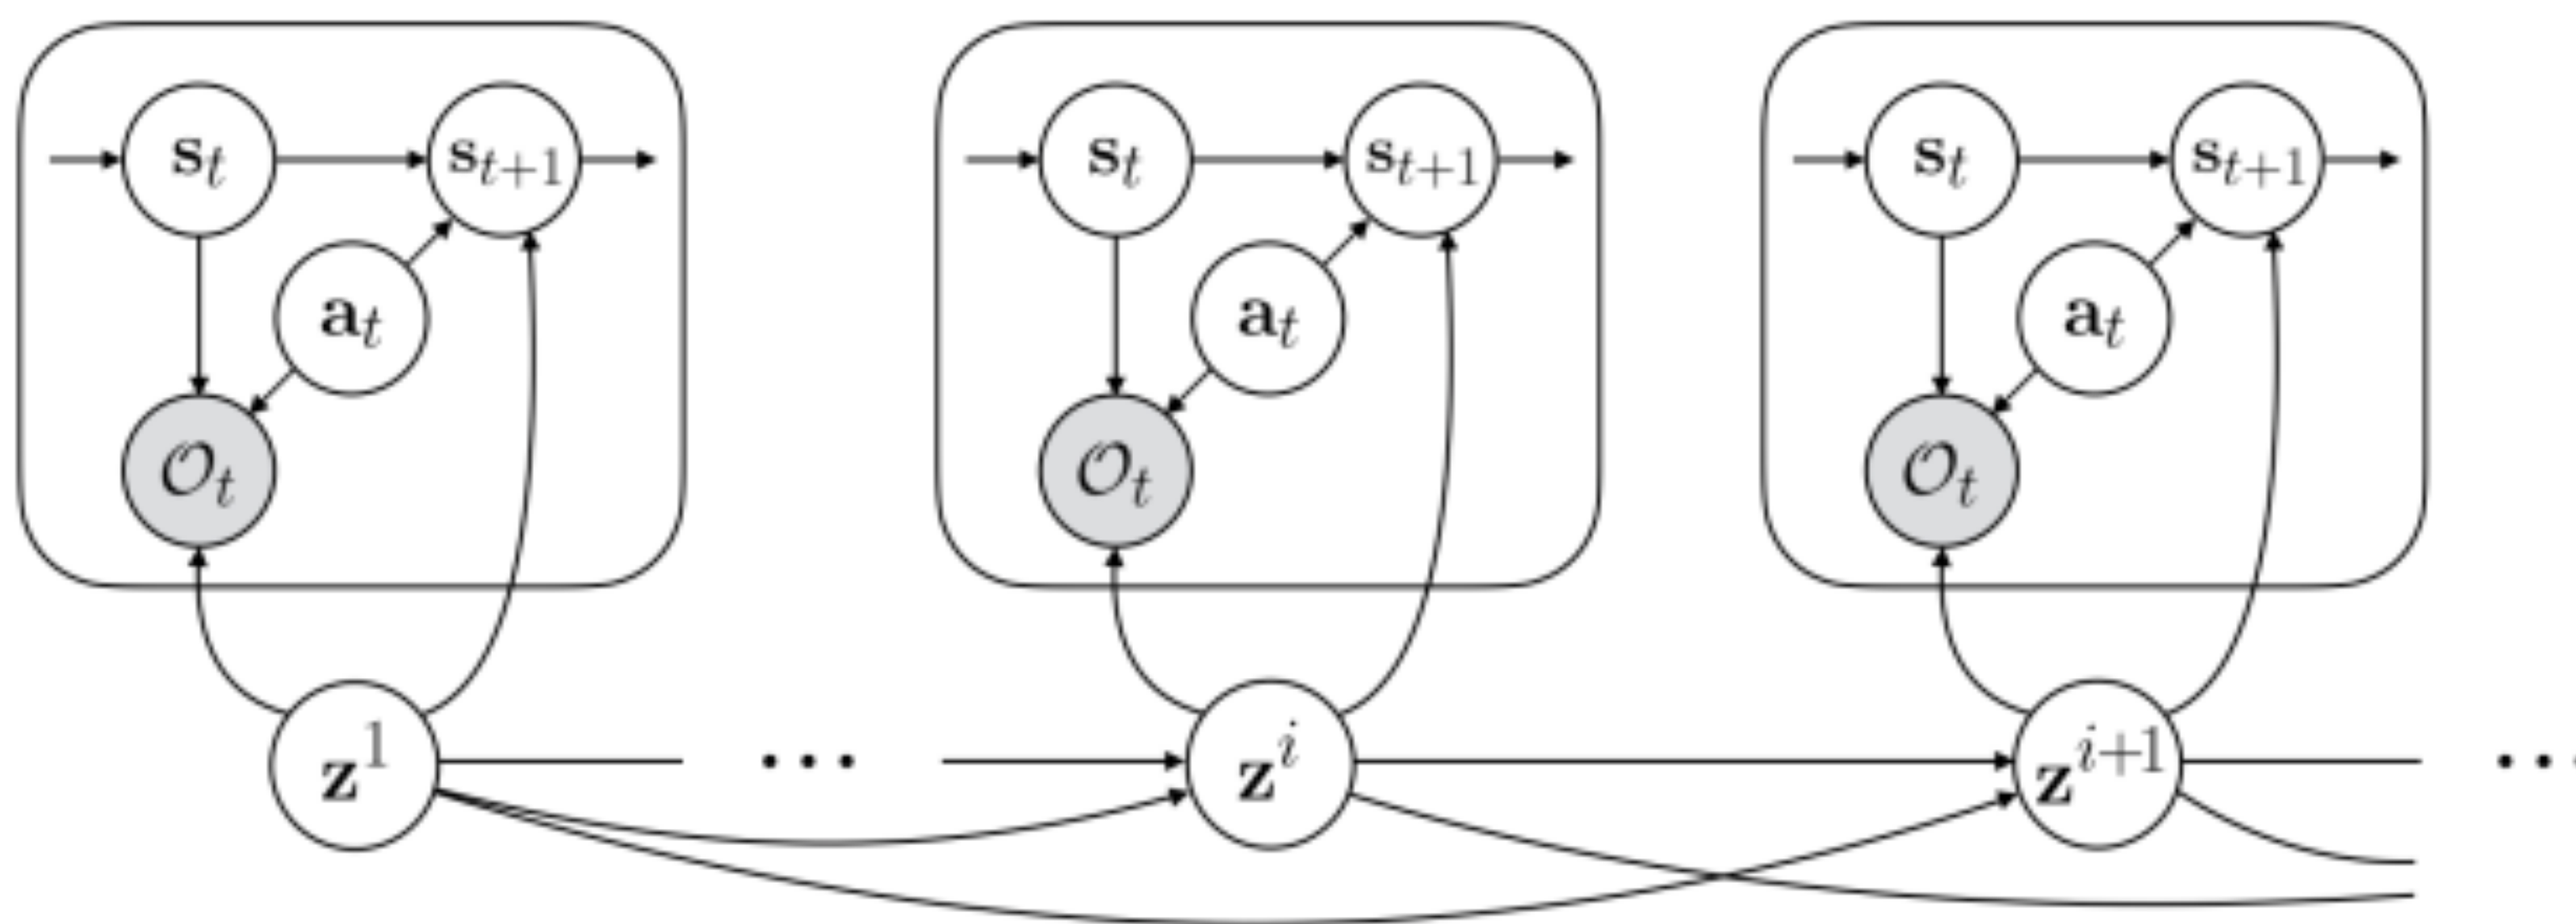 s_t s_{t+1} s_t s_{t+1} s_t s_{t+1}
a_t a_t a_t
𝒪_t 𝒪_t 𝒪_t
z^1 ··· z^i z^{i+1} ··